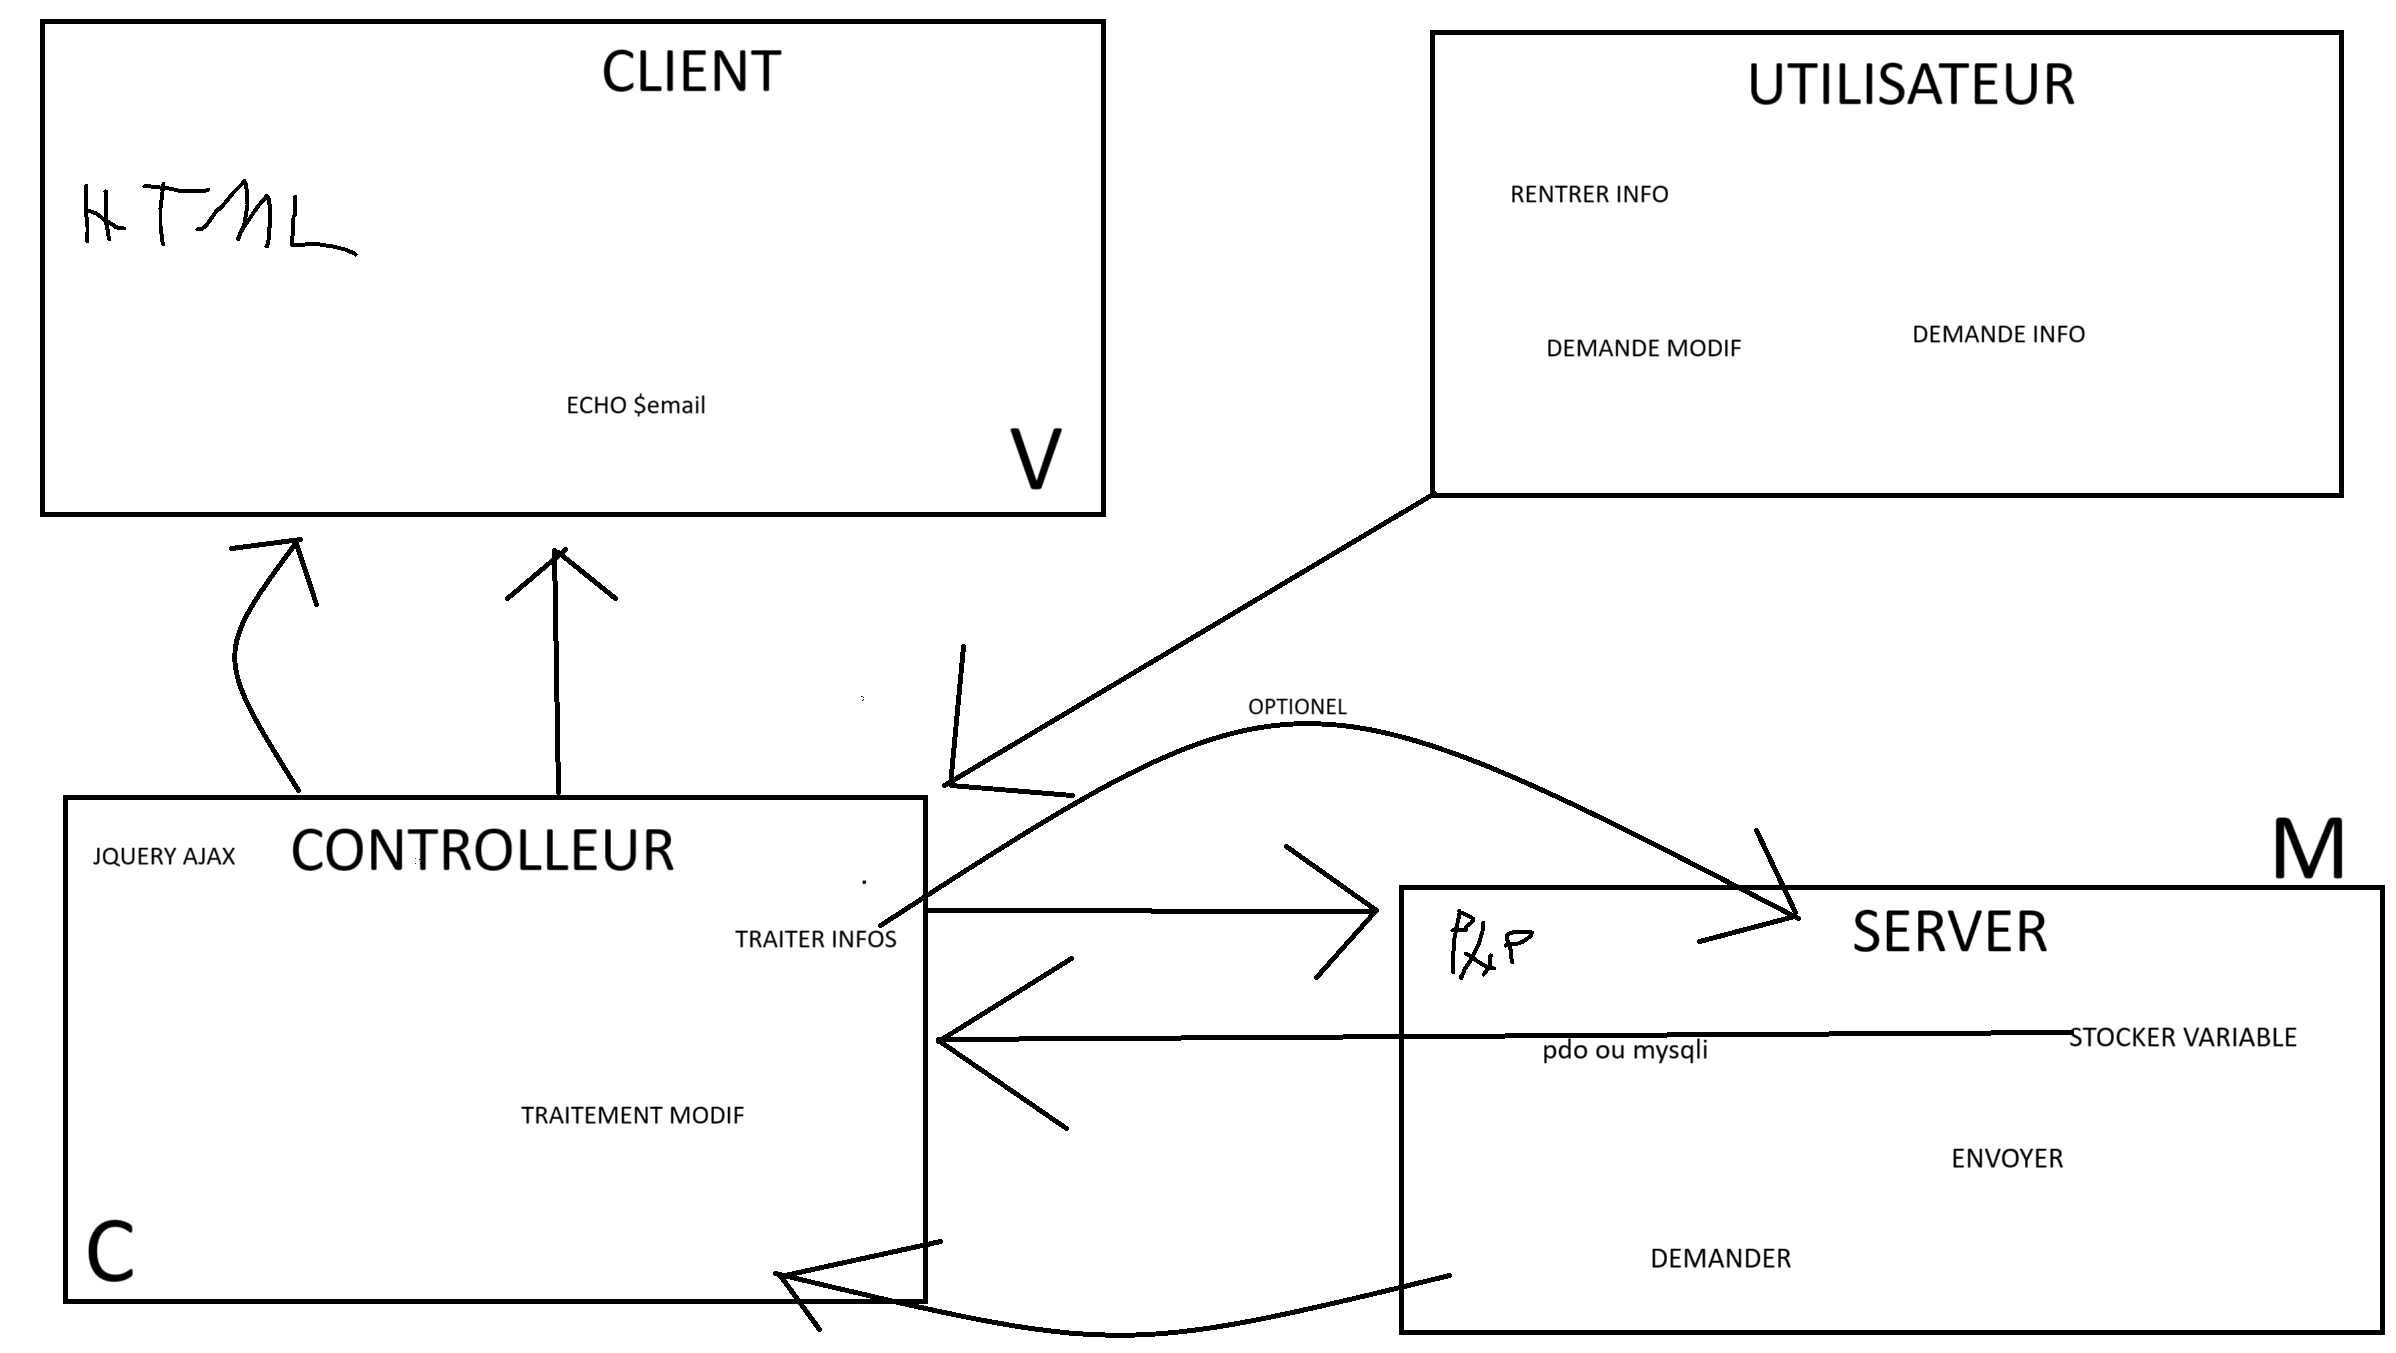 CLIENT
HTML
ECHO $email
V
UTILISATEUR
RENTRER INFO
DEMANDE MODIF
DEMANDE INFO
OPTIONEL
JQUERY AJAX
CONTROLLEUR
TRAITER INFOS
TRAITEMENT MODIF
C
M
PHP
SERVER
STOCKER VARIABLE
pdo ou mysqli
ENVOYER
DEMANDER